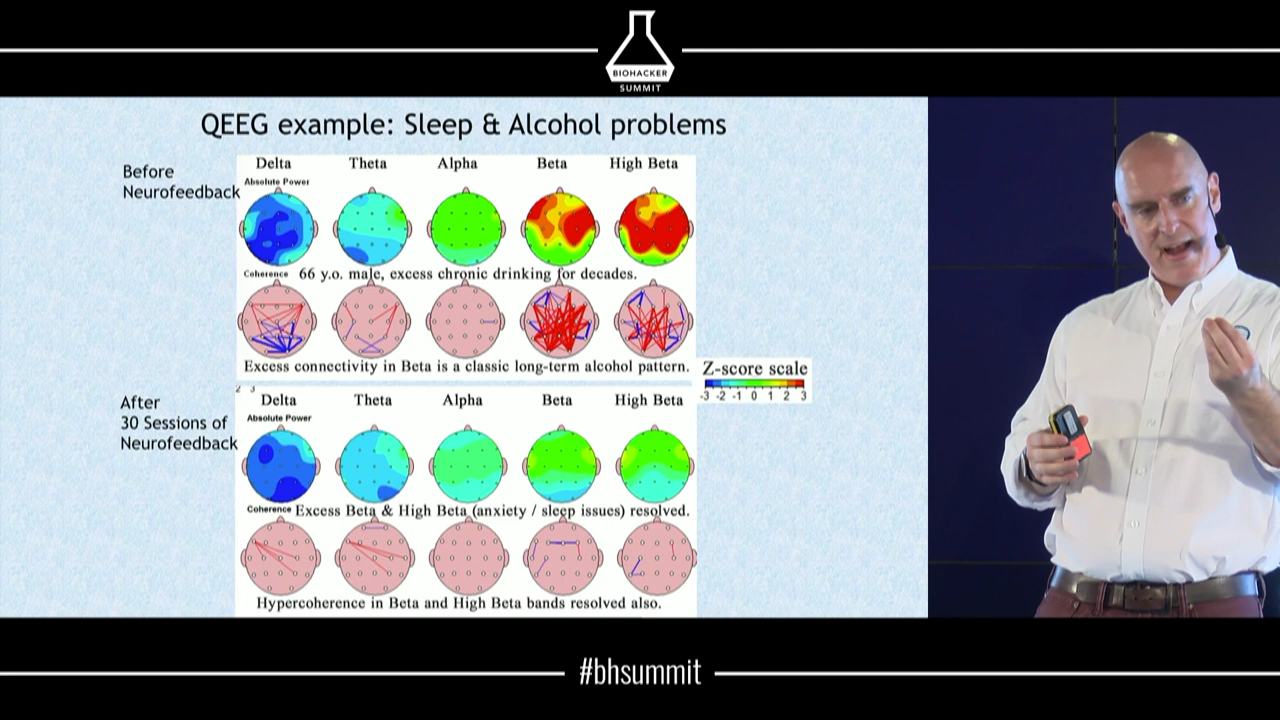 BIOHACKER
SUMMIT
QEEG example: Sleep & Alcohol problems
Before
Neurofeedback
Delta Theta Alpha Beta High Beta
Absolute Power
Coherence 66 y.o. male, excess chronic drinking for decades.
Excess connectivity in Beta is a classic long-term alcohol pattern.
Z-score scale
-3 -2 -1 0 1 2 3
2 3
After
30 Sessions of
Neurofeedback
Delta Theta Alpha Beta High Beta
Absolute Power
Coherence Excess Beta & High Beta (anxiety / sleep issues) resolved.
Hypercoherence in Beta and High Beta bands resolved also.
#bhsummit